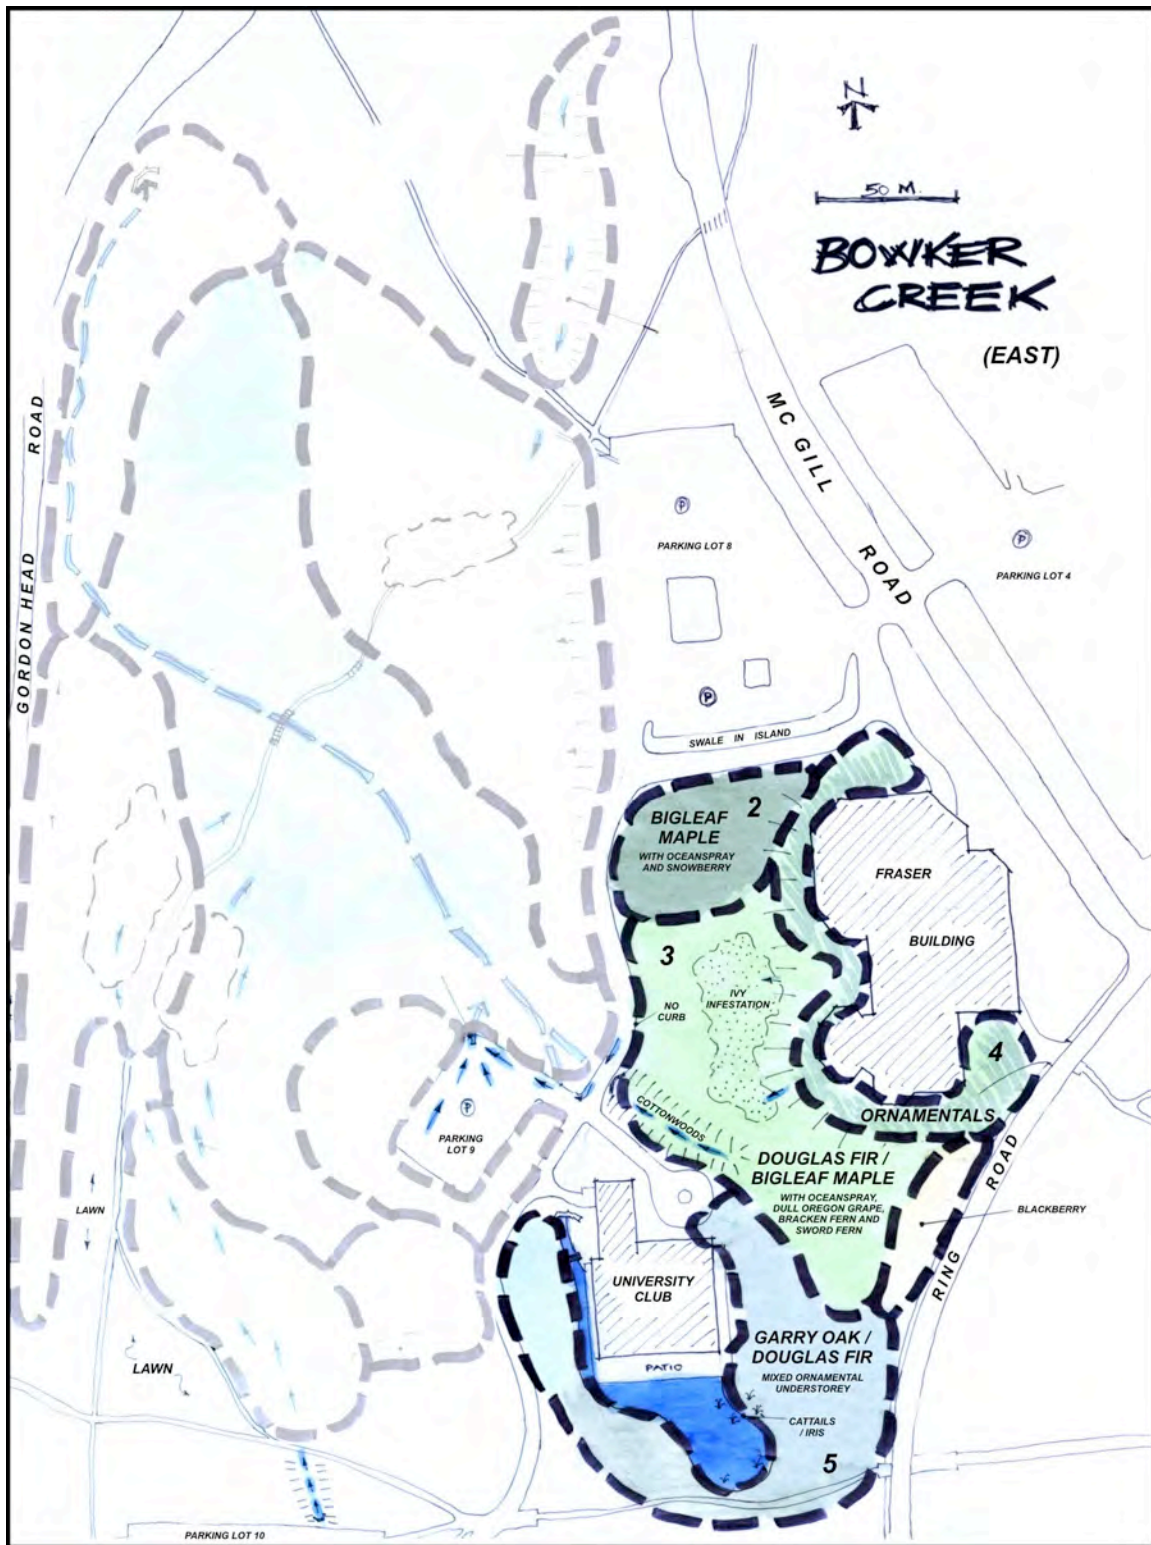 N
50 M.
BOWKER
CREEK
(EAST)
GORDON HEAD ROAD
MC GILL ROAD
P
PARKING LOT 8
P
PARKING LOT 4
P
SWALE IN ISLAND
2
BIGLEAF
MAPLE
WITH OCEANSPRAY
AND SNOWBERRY
FRASER
BUILDING
3
IVY
INFESTATION
NO
CURB
4
ORNAMENTALS
COTTONWOODS
P
PARKING
LOT 9
DOUGLAS FIR /
BIGLEAF MAPLE
WITH OCEANSPRAY,
DULL OREGON GRAPE,
BRACKEN FERN AND
SWORD FERN
RING ROAD
BLACKBERRY
LAWN
UNIVERSITY
CLUB
GARRY OAK /
DOUGLAS FIR
MIXED ORNAMENTAL
UNDERSTOREY
PATIO
LAWN
CATTAILS
/ IRIS
5
PARKING LOT 10